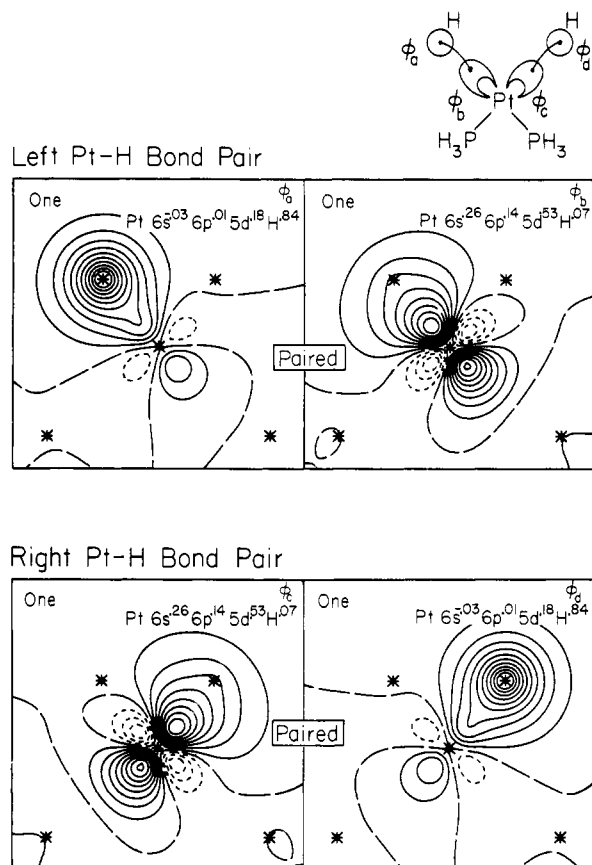 H H
ϕa ϕd
ϕb Pt ϕc
H3P PH3
Left Pt-H Bond Pair
One ϕa
Pt 6s^-.03 6p^.01 5d^.18 H^.84
One ϕb
Pt 6s^.26 6p^.14 5d^.53 H^.07
Paired
Right Pt-H Bond Pair
One ϕc
Pt 6s^.26 6p^.14 5d^.53 H^.07
One ϕd
Pt 6s^-.03 6p^.01 5d^.18 H^.84
Paired